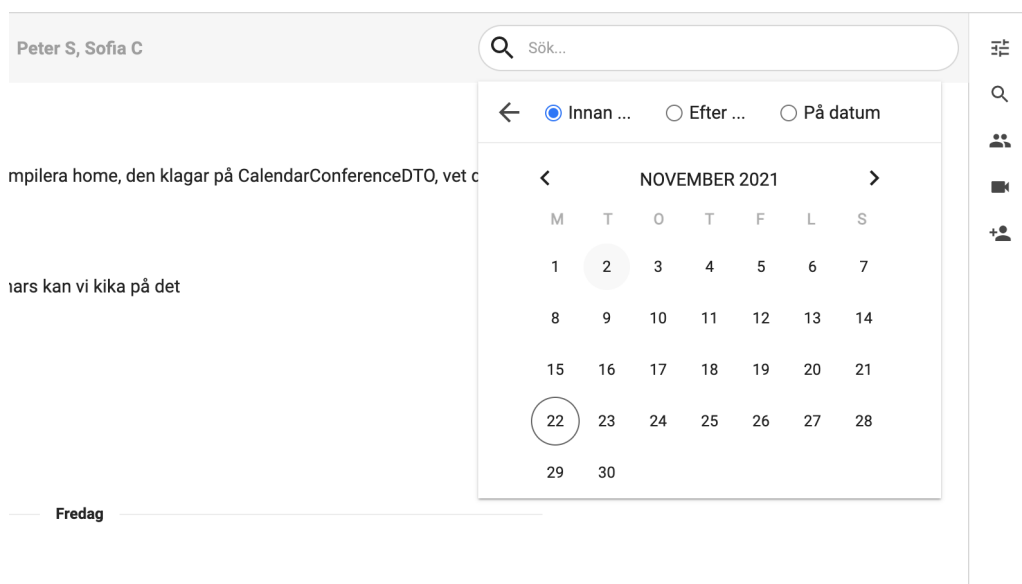 Peter S, Sofia C
Sök...
Innan ... Efter ... På datum
mpilera home, den klagar på CalendarConferenceDTO, vet
NOVEMBER 2021
M T O T F L S
1 2 3 4 5 6 7
kan vi kika på det
8 9 10 11 12 13 14
15 16 17 18 19 20 21
22 23 24 25 26 27 28
29 30
Fredag